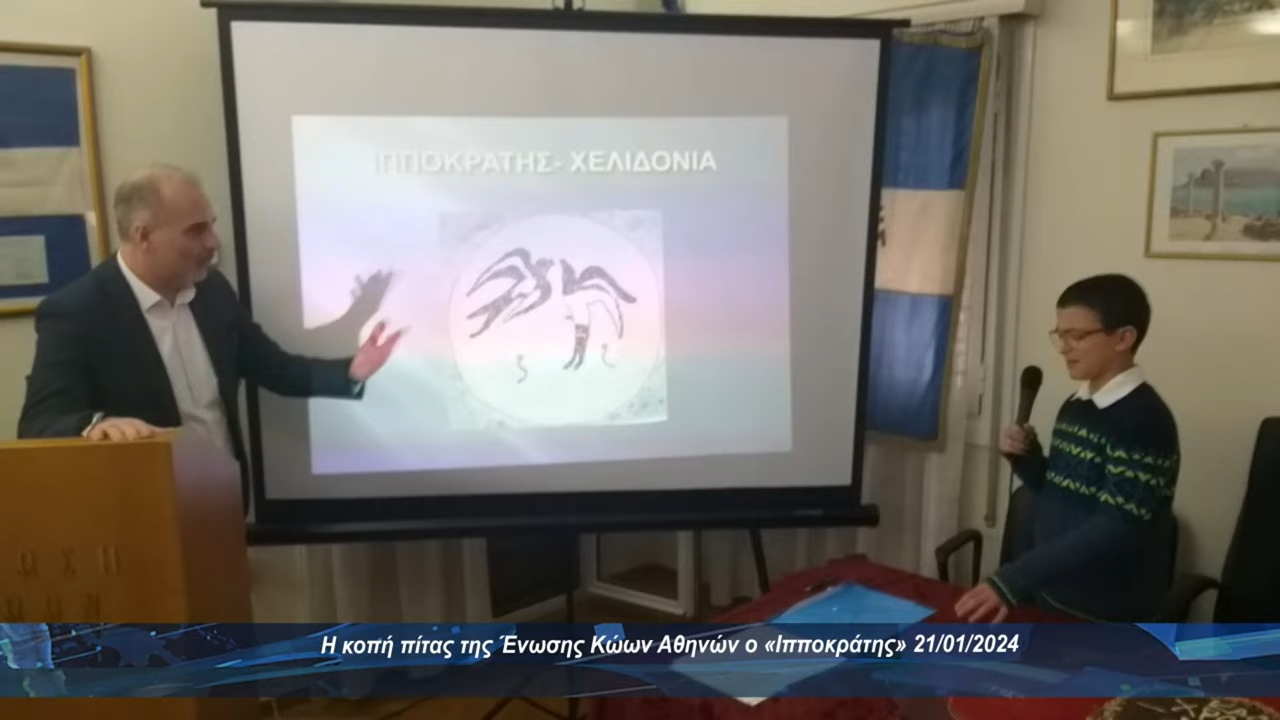 ΙΠΠΟΚΡΑΤΗΣ- ΧΕΛΙΔΟΝΙΑ
Η κοπή πίτας της Ένωσης Κώων Αθηνών ο «Ιπποκράτης» 21/01/2024